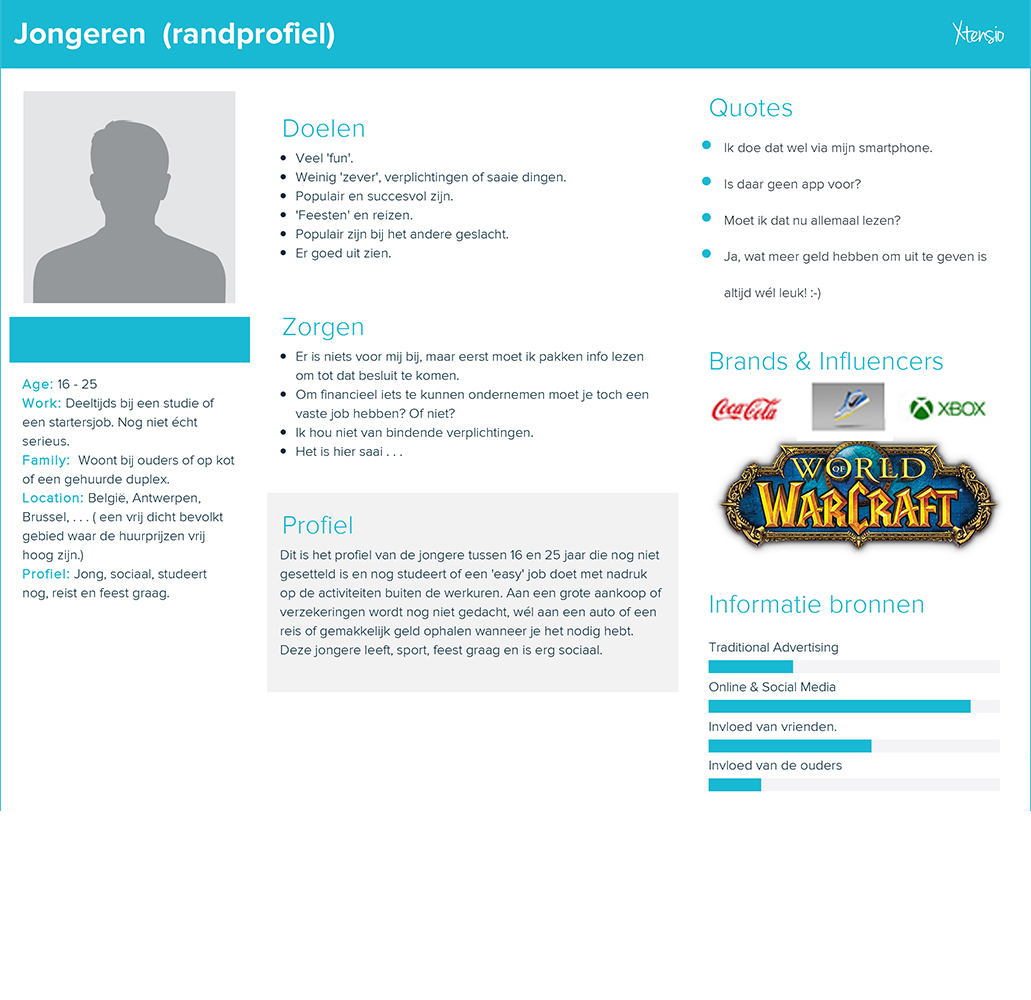 Jongeren (randprofiel)
Xtensio
Age: 16 - 25
Work: Deeltijds bij een studie of
een startersjob. Nog niet écht
serieus.
Family: Woont bij ouders of op kot
of een gehuurde duplex.
Location: België, Antwerpen,
Brussel, . . . ( een vrij dicht bevolkt
gebied waar de huurprijzen vrij
hoog zijn.)
Profiel: Jong, sociaal, studeert
nog, reist en feest graag.
Doelen
Veel 'fun'.
Weinig 'zever', verplichtingen of saaie dingen.
Populair en succesvol zijn.
'Feesten' en reizen.
Populair zijn bij het andere geslacht.
Er goed uit zien.
Zorgen
Er is niets voor mij bij, maar eerst moet ik pakken info lezen
om tot dat besluit te komen.
Om financieel iets te kunnen ondernemen moet je toch een
vaste job hebben? Of niet?
Ik hou niet van bindende verplichtingen.
Het is hier saai . . .
Profiel
Dit is het profiel van de jongere tussen 16 en 25 jaar die nog niet
gesetteld is en nog studeert of een 'easy' job doet met nadruk
op de activiteiten buiten de werkuren. Aan een grote aankoop of
verzekeringen wordt nog niet gedacht, wél aan een auto of een
reis of gemakkelijk geld ophalen wanneer je het nodig hebt.
Deze jongere leeft, sport, feest graag en is erg sociaal.
Quotes
Ik doe dat wel via mijn smartphone.
Is daar geen app voor?
Moet ik dat nu allemaal lezen?
Ja, wat meer geld hebben om uit te geven is
altijd wél leuk! :-)
Brands & Influencers
Coca-Cola
XBOX
WORLD
OF
WARCRAFT
Informatie bronnen
Traditional Advertising
Online & Social Media
Invloed van vrienden.
Invloed van de ouders